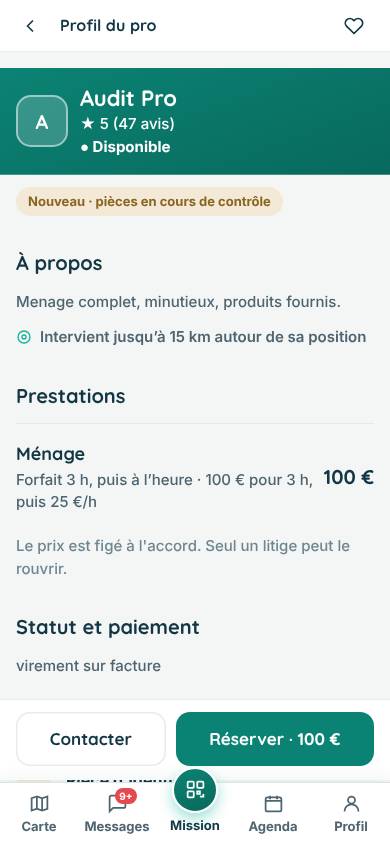 Profil du pro
A
Audit Pro
★ 5 (47 avis)
● Disponible
Nouveau · pièces en cours de contrôle
À propos
Menage complet, minutieux, produits fournis.
Intervient jusqu’à 15 km autour de sa position
Prestations
Ménage
Forfait 3 h, puis à l’heure · 100 € pour 3 h,
puis 25 €/h
100 €
Le prix est figé à l'accord. Seul un litige peut le
rouvrir.
Statut et paiement
virement sur facture
Contacter
Réserver · 100 €
9+
Carte
Messages
Mission
Agenda
Profil